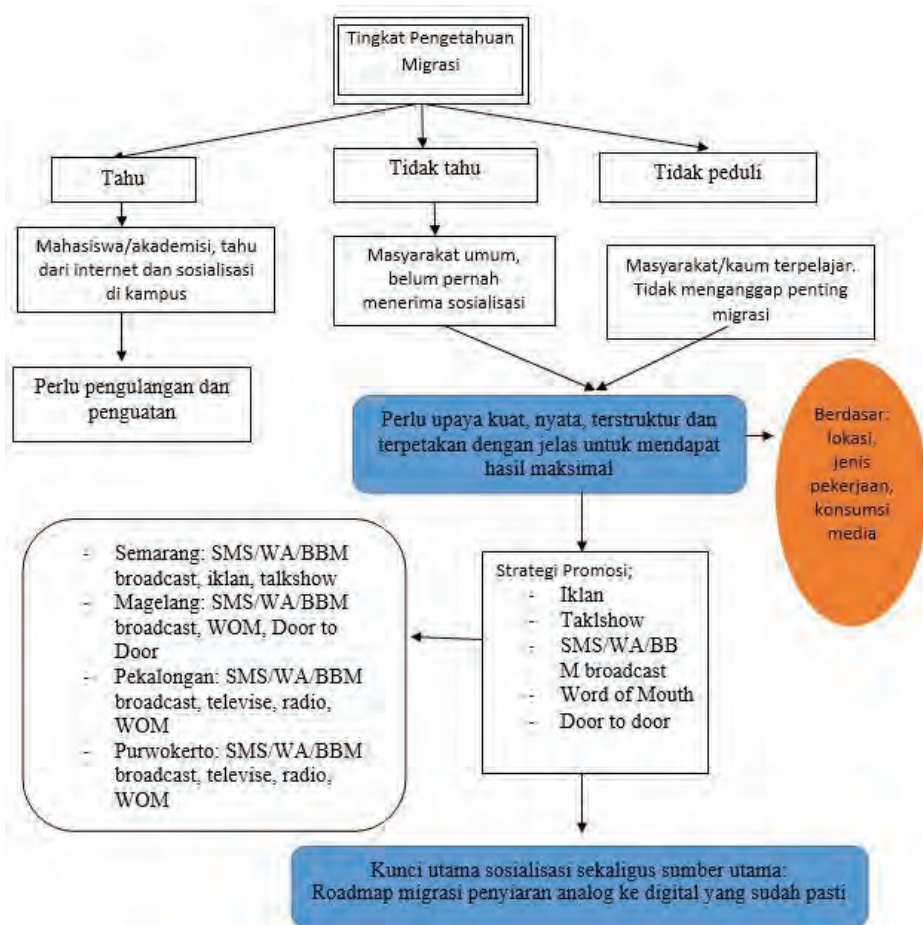 Tingkat Pengetahuan
Migrasi
Tahu
Tidak tahu
Tidak peduli
Mahasiswa/akademisi, tahu
dari internet dan sosialisasi
di kampus
Masyarakat umum,
belum pernah
menerima sosialisasi
Masyarakat/kaum terpelajar.
Tidak menganggap penting
migrasi
Perlu pengulangan dan
penguatan
Perlu upaya kuat, nyata, terstruktur dan
terpetakan dengan jelas untuk mendapat
hasil maksimal
Berdasar:
lokasi,
jenis
pekerjaan,
konsumsi
media
- Semarang: SMS/WA/BBM
broadcast, iklan, talkshow
- Magelang: SMS/WA/BBM
broadcast, WOM, Door to
Door
- Pekalongan: SMS/WA/BBM
broadcast, televise, radio,
WOM
- Purwokerto: SMS/WA/BBM
broadcast, televise, radio,
WOM
Strategi Promosi;
- Iklan
- Taklshow
- SMS/WA/BB
M broadcast
- Word of Mouth
- Door to door
Kunci utama sosialisasi sekaligus sumber utama:
Roadmap migrasi penyiaran analog ke digital yang sudah pasti